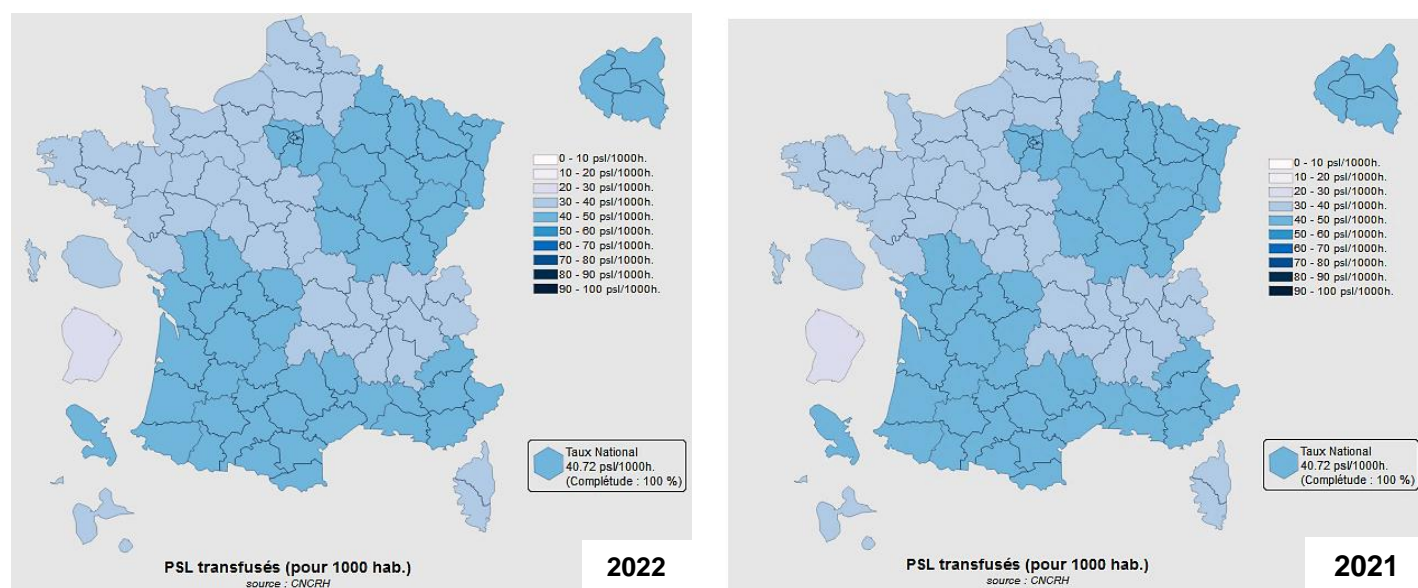 0 - 10 psl/1000h.
10 - 20 psl/1000h.
20 - 30 psl/1000h.
30 - 40 psl/1000h.
40 - 50 psl/1000h.
50 - 60 psl/1000h.
60 - 70 psl/1000h.
70 - 80 psl/1000h.
80 - 90 psl/1000h.
90 - 100 psl/1000h.
Taux National
40.72 psl/1000h.
(Complétude : 100 %)
PSL transfusés (pour 1000 hab.)
source : CNCRH
2022
0 - 10 psl/1000h.
10 - 20 psl/1000h.
20 - 30 psl/1000h.
30 - 40 psl/1000h.
40 - 50 psl/1000h.
50 - 60 psl/1000h.
60 - 70 psl/1000h.
70 - 80 psl/1000h.
80 - 90 psl/1000h.
90 - 100 psl/1000h.
Taux National
40.72 psl/1000h.
(Complétude : 100 %)
PSL transfusés (pour 1000 hab.)
source : CNCRH
2021